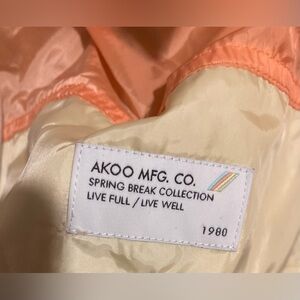 AKOO MFG. CO.
SPRING BREAK COLLECTION
LIVE FULL / LIVE WELL
1980